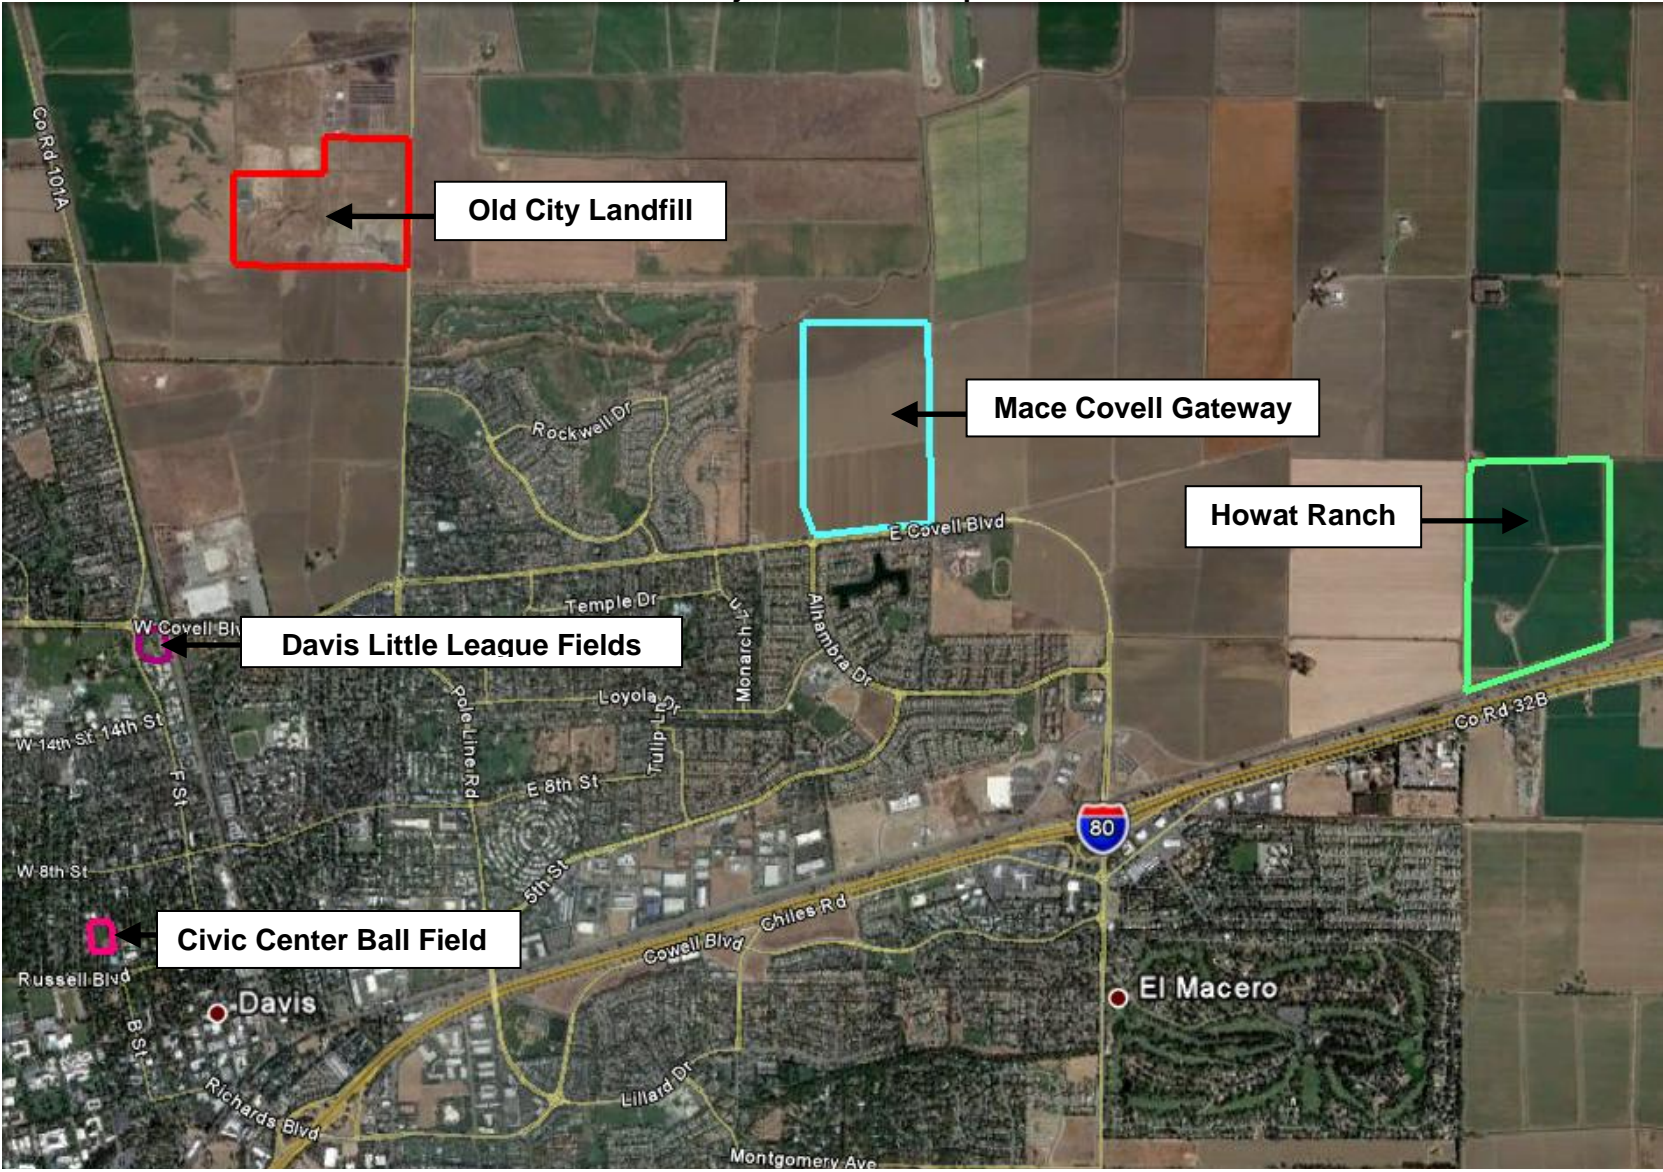 Co Rd 101A
Old City Landfill
Rockwell Dr
Mace Covell Gateway
Howat Ranch
E Covell Blvd
Temple Dr
W Covell Blv
Davis Little League Fields
Monarch
Alhambra Dr
Pole Line Rd
Loyola Dr
Tulip Ln
W 14th St
14th St
F St
E 8th St
Co Rd 32B
80
W 8th St
5th St
Chiles Rd
Cowell Blvd
Civic Center Ball Field
Russell Blvd
Davis
El Macero
B St
Richards Blvd
Lillard Dr
Montgomery Ave